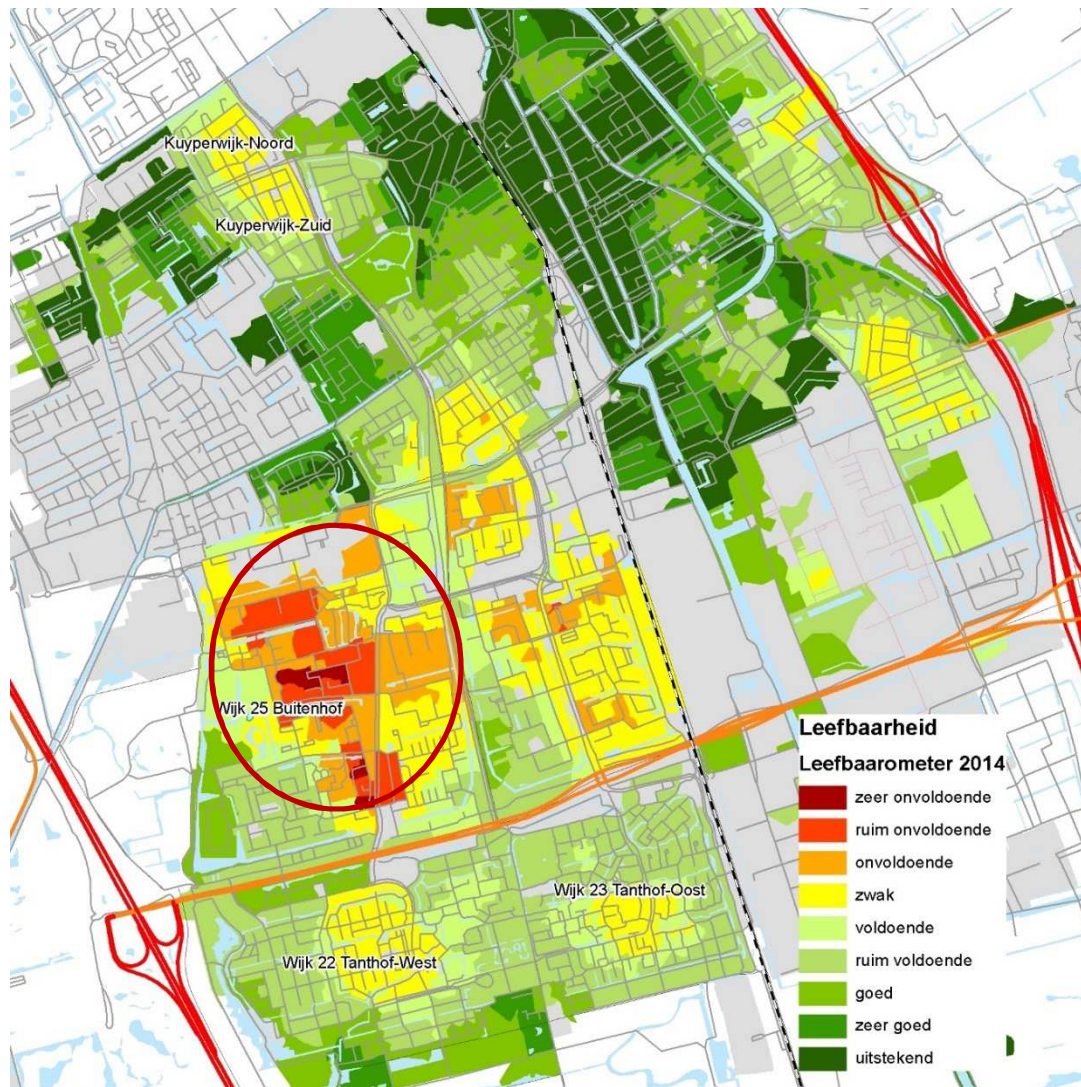 Kuyperwijk-Noord
Kuyperwijk-Zuid
Wijk 25 Buitenhof
Wijk 23 Tanthof-Oost
Wijk 22 Tanthof-West
Leefbaarheid
Leefbaarometer 2014
zeer onvoldoende
ruim onvoldoende
onvoldoende
zwak
voldoende
ruim voldoende
goed
zeer goed
uitstekend